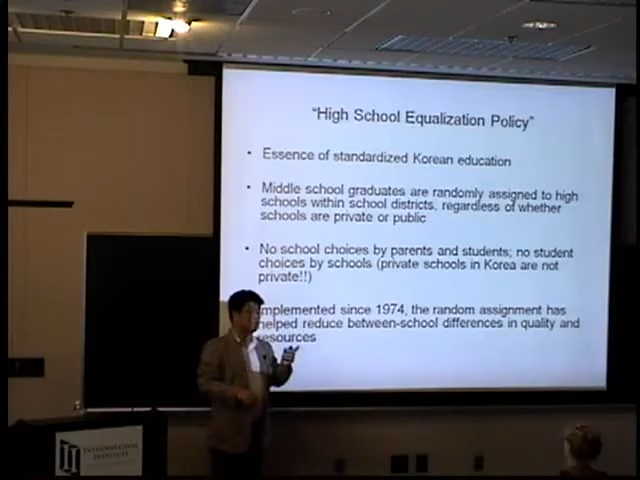 "High School Equalization Policy"
• Essence of standardized Korean education
• Middle school graduates are randomly assigned to high
schools within school districts, regardless of whether
schools are private or public
• No school choices by parents and students; no student
choices by schools (private schools in Korea are not
private!!)
mplemented since 1974, the random assignment has
helped reduce between-school differences in quality and
resources
INTERNATIONAL
INSTITUTE